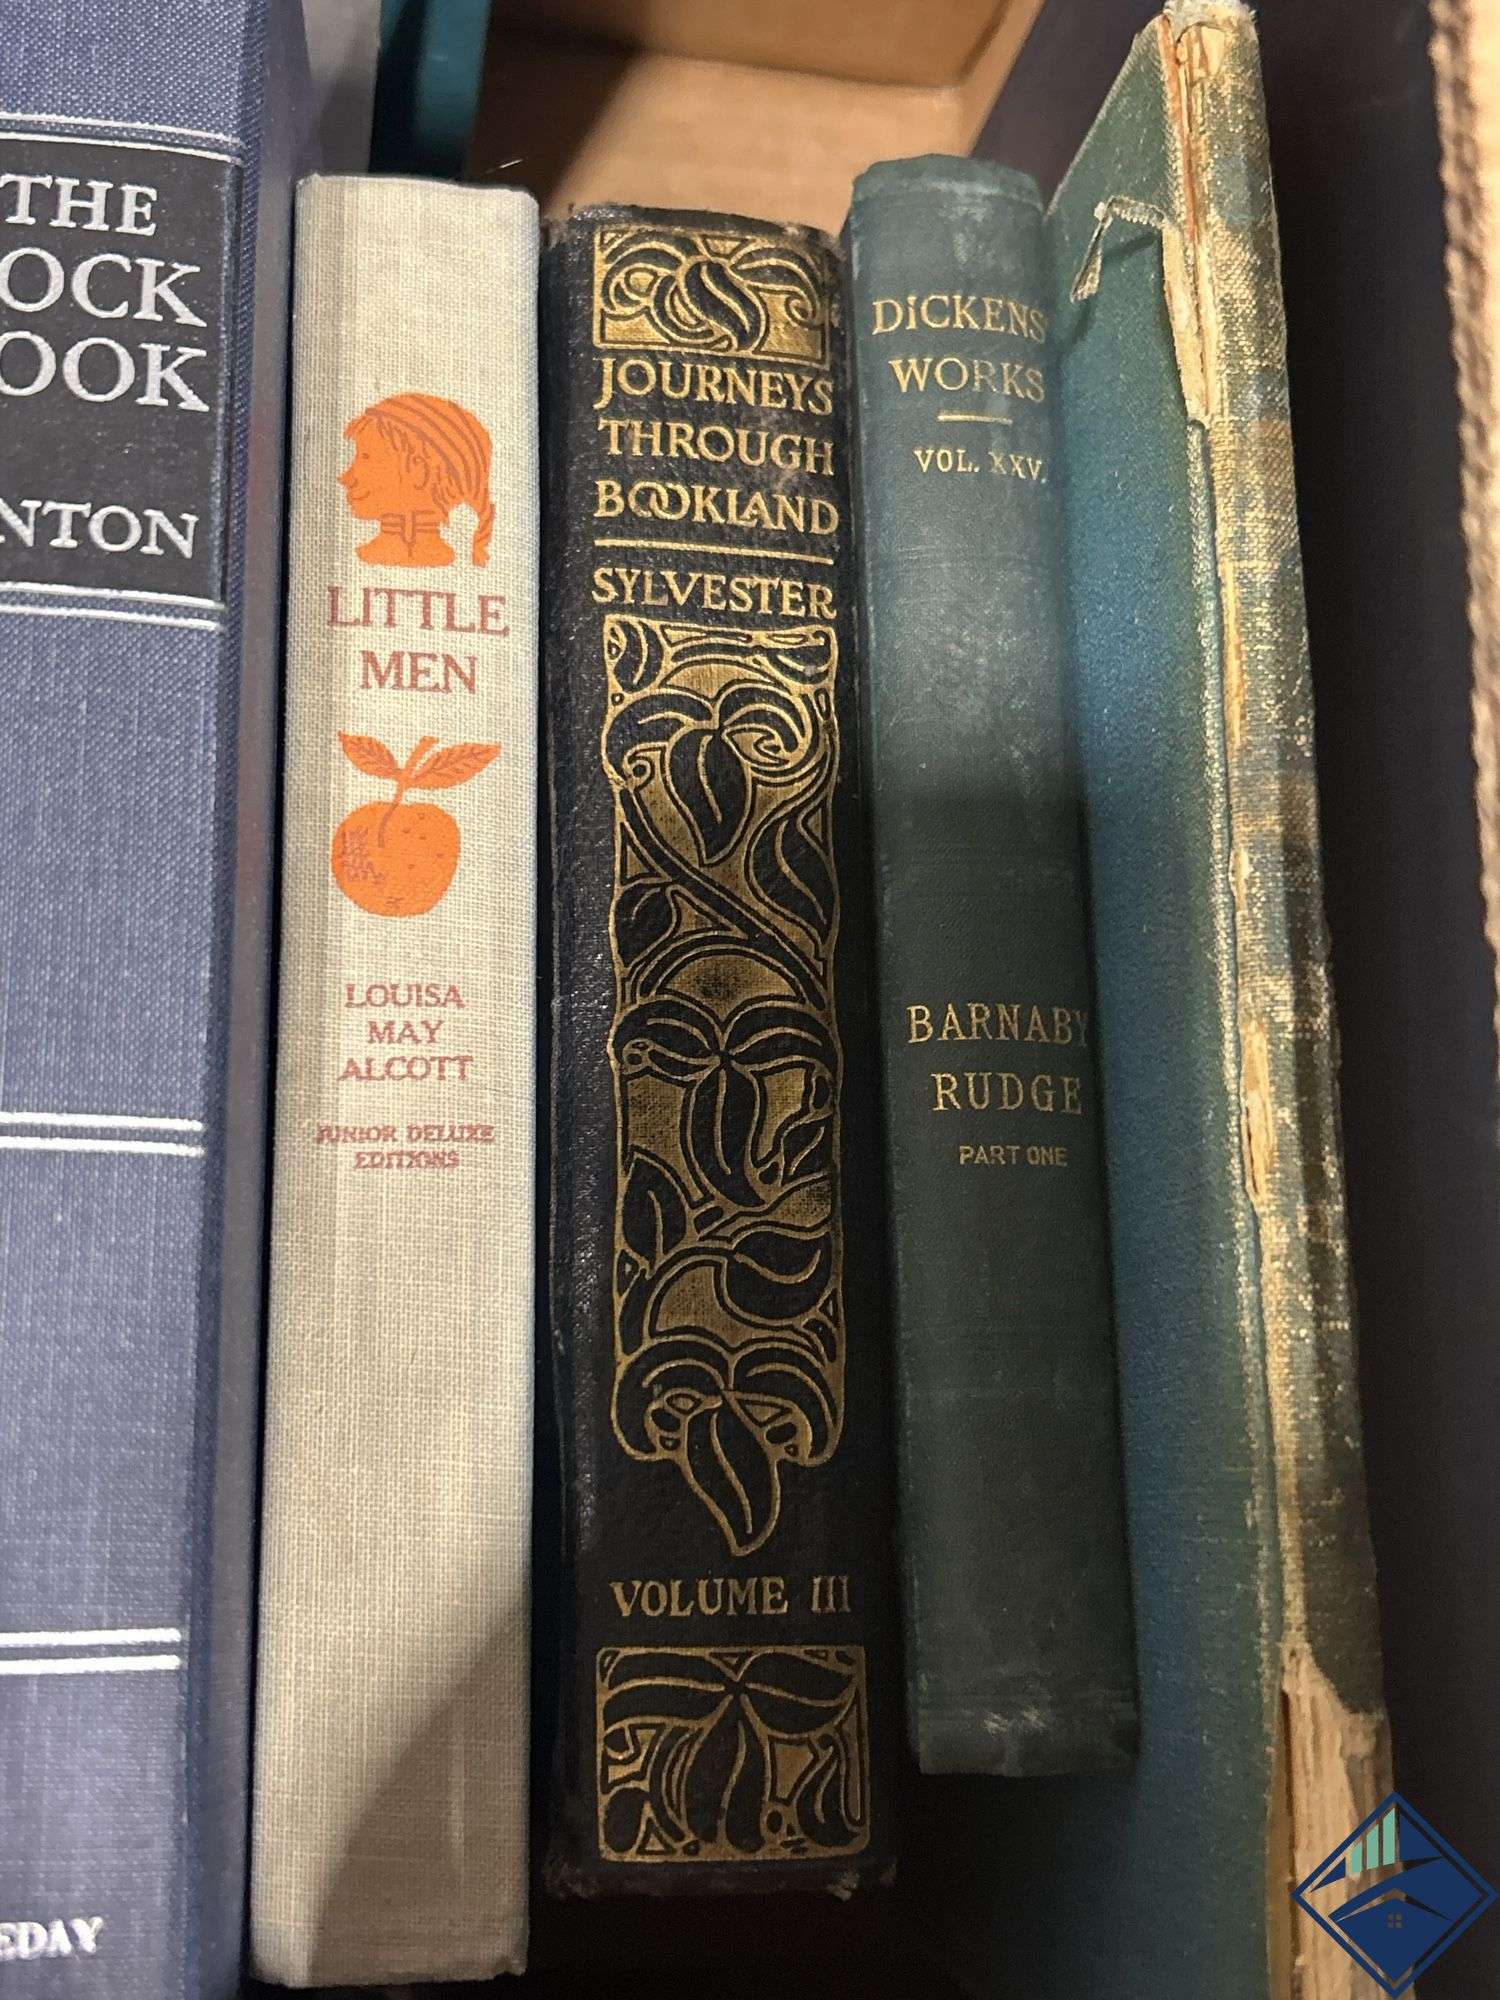 THE
OCK
OOK
NTON
EDAY
LITTLE
MEN
LOUISA
MAY
ALCOTT
JUNIOR DELUXE
EDITIONS
JOURNEYS
THROUGH
BOOKLAND
SYLVESTER
VOLUME III
DICKENS'
WORKS
VOL. XXV.
BARNABY
RUDGE
PART ONE